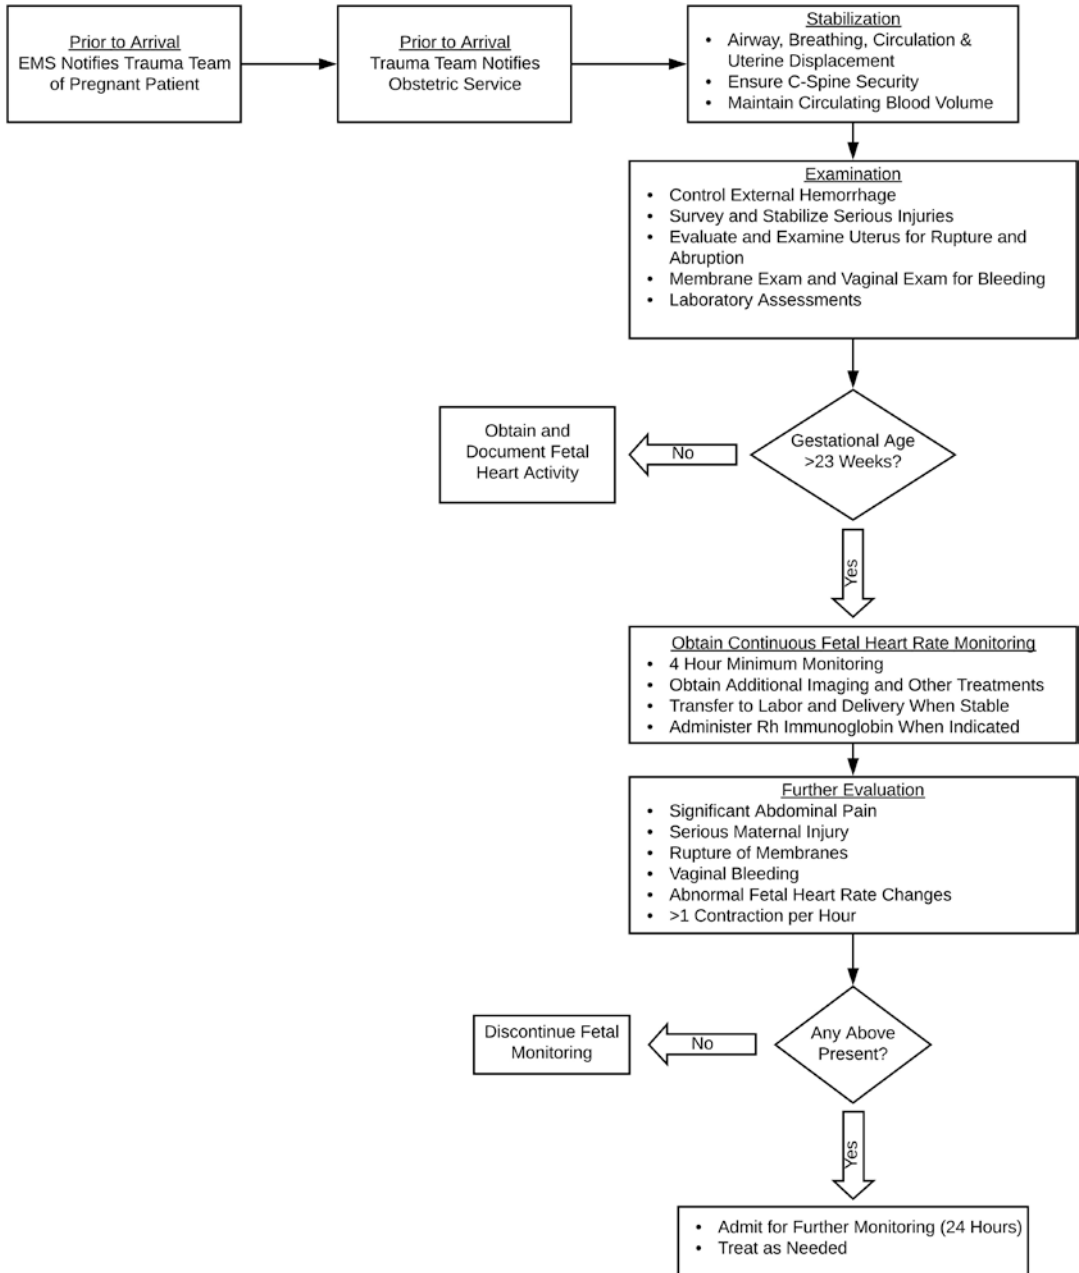 Prior to Arrival
EMS Notifies Trauma Team
of Pregnant Patient
Prior to Arrival
Trauma Team Notifies
Obstetric Service
Stabilization
• Airway, Breathing, Circulation &
Uterine Displacement
• Ensure C-Spine Security
• Maintain Circulating Blood Volume
Examination
• Control External Hemorrhage
• Survey and Stabilize Serious Injuries
• Evaluate and Examine Uterus for Rupture and
Abruption
• Membrane Exam and Vaginal Exam for Bleeding
• Laboratory Assessments
Gestational Age
>23 Weeks?
No
Obtain and
Document Fetal
Heart Activity
Yes
Obtain Continuous Fetal Heart Rate Monitoring
• 4 Hour Minimum Monitoring
• Obtain Additional Imaging and Other Treatments
• Transfer to Labor and Delivery When Stable
• Administer Rh Immunoglobin When Indicated
Further Evaluation
• Significant Abdominal Pain
• Serious Maternal Injury
• Rupture of Membranes
• Vaginal Bleeding
• Abnormal Fetal Heart Rate Changes
• >1 Contraction per Hour
Any Above
Present?
No
Discontinue Fetal
Monitoring
Yes
• Admit for Further Monitoring (24 Hours)
• Treat as Needed